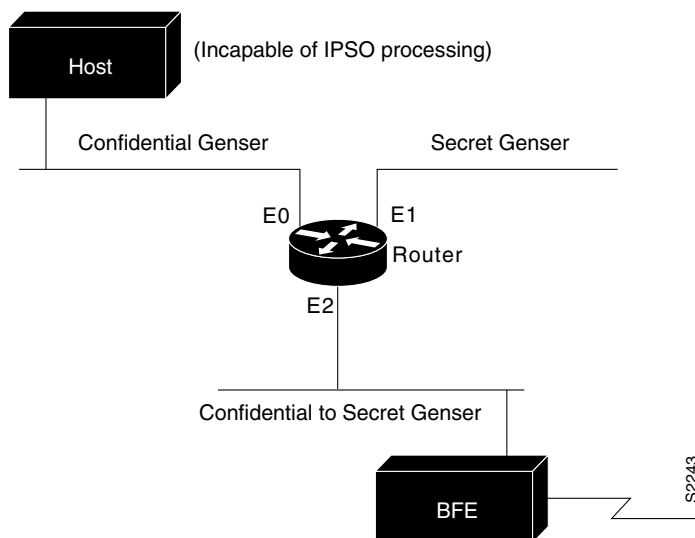 Host
(Incapable of IPSO processing)
Confidential Genser
Secret Genser
E0
E1
Router
E2
Confidential to Secret Genser
BFE
S2243